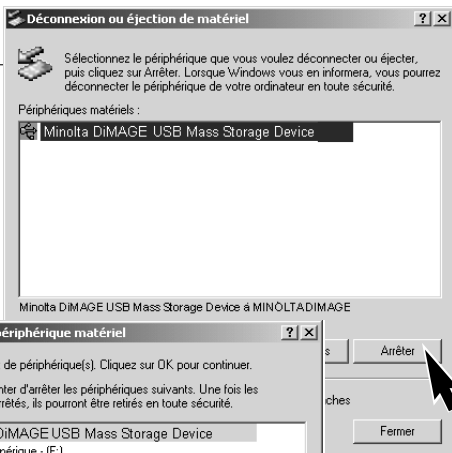 Déconnexion ou éjection de matériel
Sélectionnez le périphérique que vous voulez déconnecter ou éjecter,
puis cliquez sur Arrêter. Lorsque Windows vous en informera, vous pourrez
déconnecter le périphérique de votre ordinateur en toute sécurité.
Périphériques matériels :
Minolta DiMAGE USB Mass Storage Device
Minolta DiMAGE USB Mass Storage Device á MINOLTADIMAGE
Arrêter
Fermer
périphérique matériel
de périphérique(s). Cliquez sur OK pour continuer.
d'arrêter les périphériques suivants. Une fois les
ils pourront être retirés en toute sécurité.
DiMAGE USB Mass Storage Device
(E:)